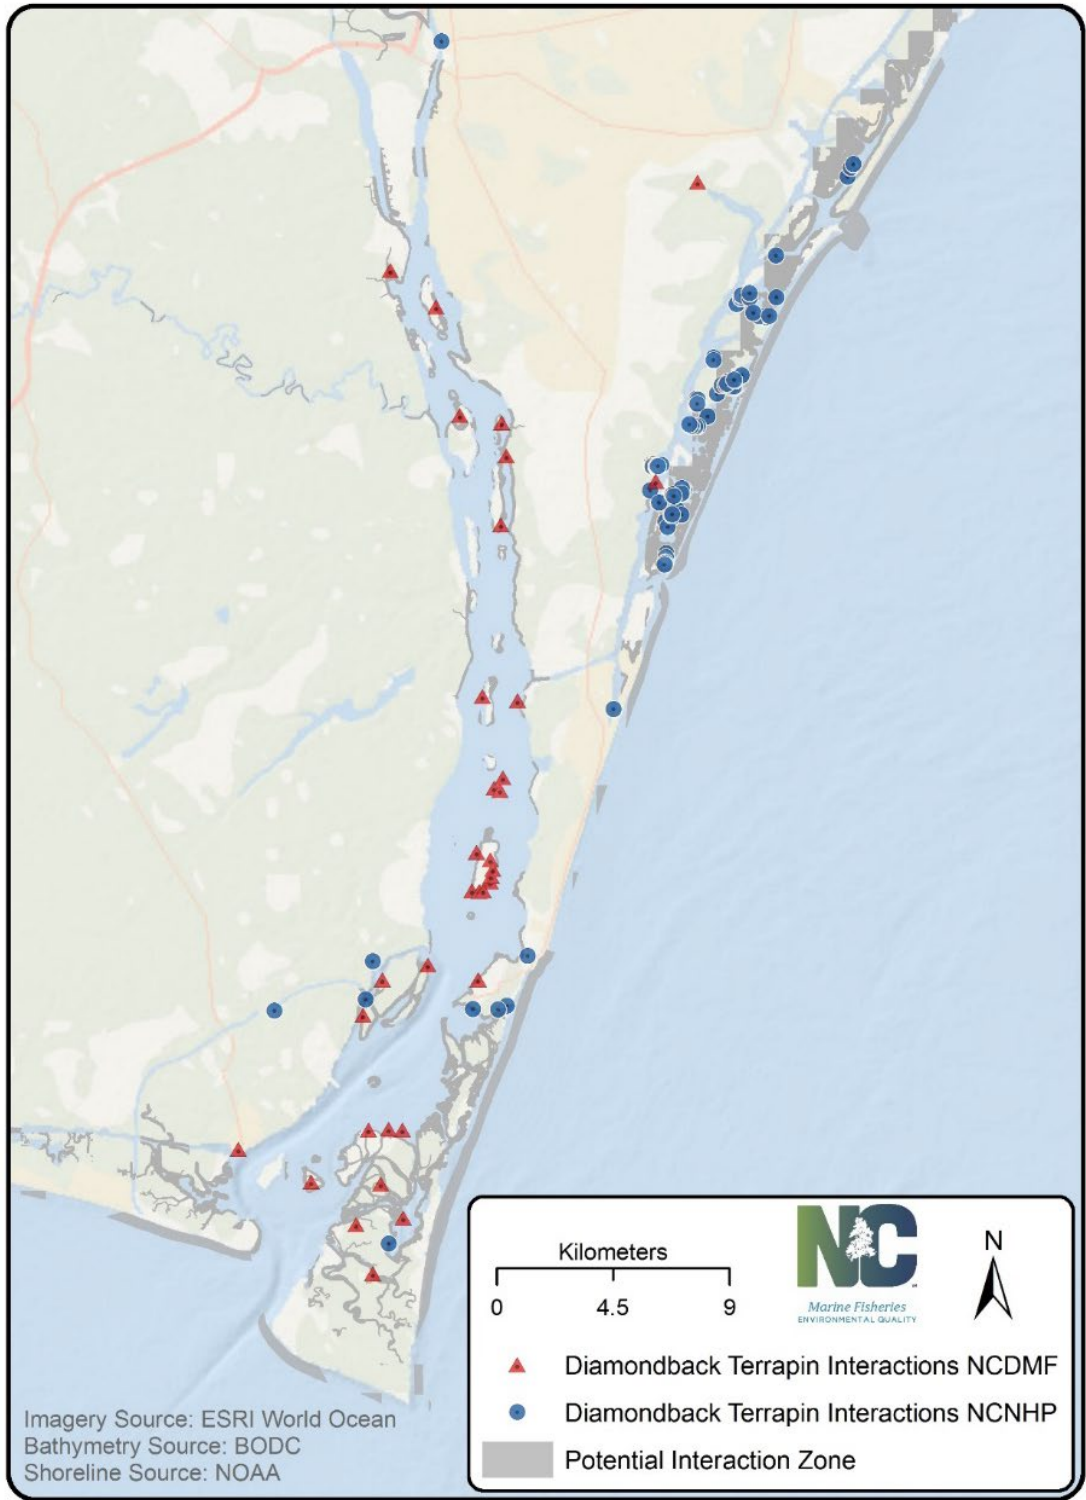 Kilometers
0 4.5 9
NC
Marine Fisheries
ENVIRONMENTAL QUALITY
N
Diamondback Terrapin Interactions NCDMF
Diamondback Terrapin Interactions NCNHP
Potential Interaction Zone
Imagery Source: ESRI World Ocean
Bathymetry Source: BODC
Shoreline Source: NOAA